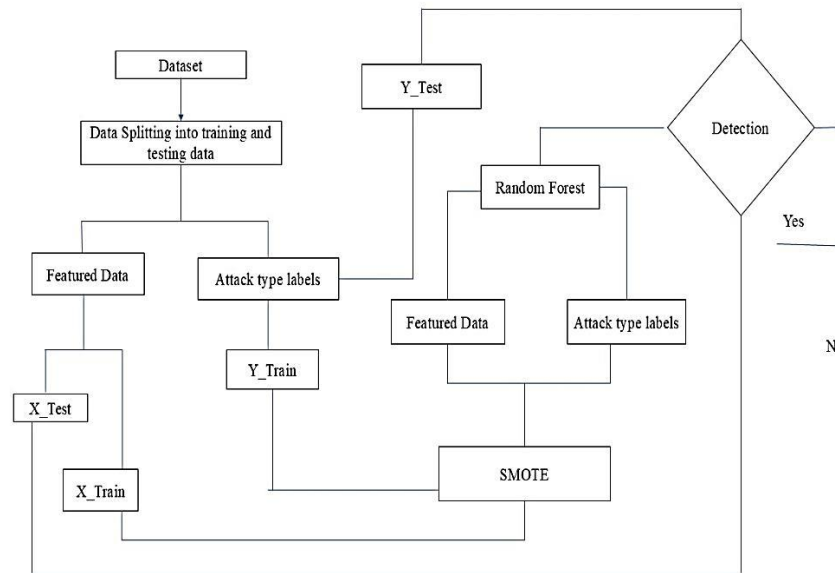 Dataset
Data Splitting into training and
testing data
Y_Test
Detection
Random Forest
Yes
Featured Data
Attack type labels
Featured Data
Attack type labels
Y_Train
X_Test
X_Train
SMOTE
N